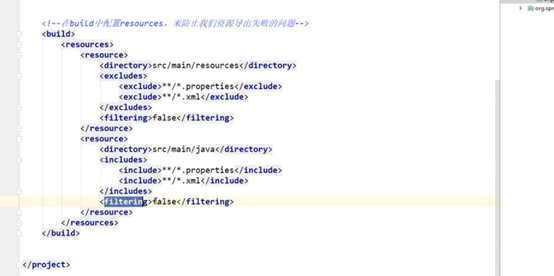 org.spr
<!--在build中配置resources，来防止我们资源导出失败的问题-->
<build>
<resources>
<resource>
<directory>src/main/resources</directory>
<excludes>
<exclude>**/*.properties</exclude>
<exclude>**/*.xml</exclude>
</excludes>
<filtering>false</filtering>
</resource>
<resource>
<directory>src/main/java</directory>
<includes>
<include>**/*.properties</include>
<include>**/*.xml</include>
</includes>
<filtering>false</filtering>
</resource>
</resources>
</build>
</project>